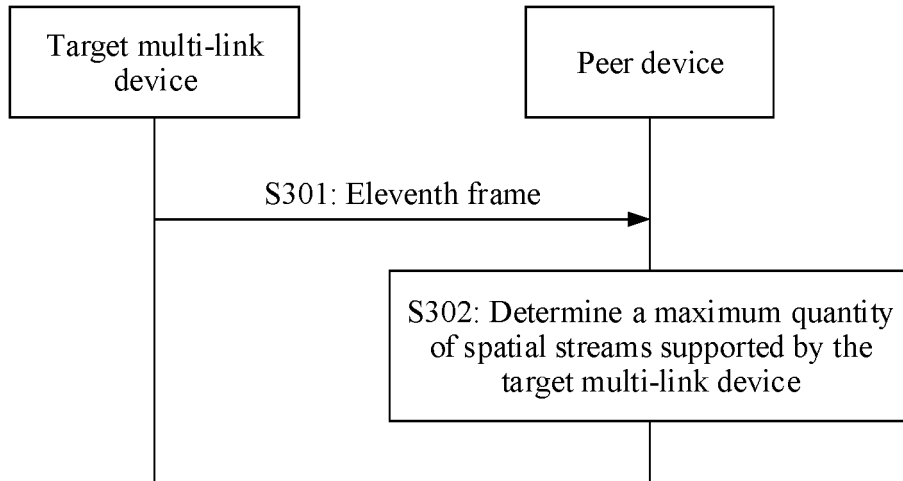 Target multi-link
device
Peer device
S301: Eleventh frame
S302: Determine a maximum quantity
of spatial streams supported by the
target multi-link device